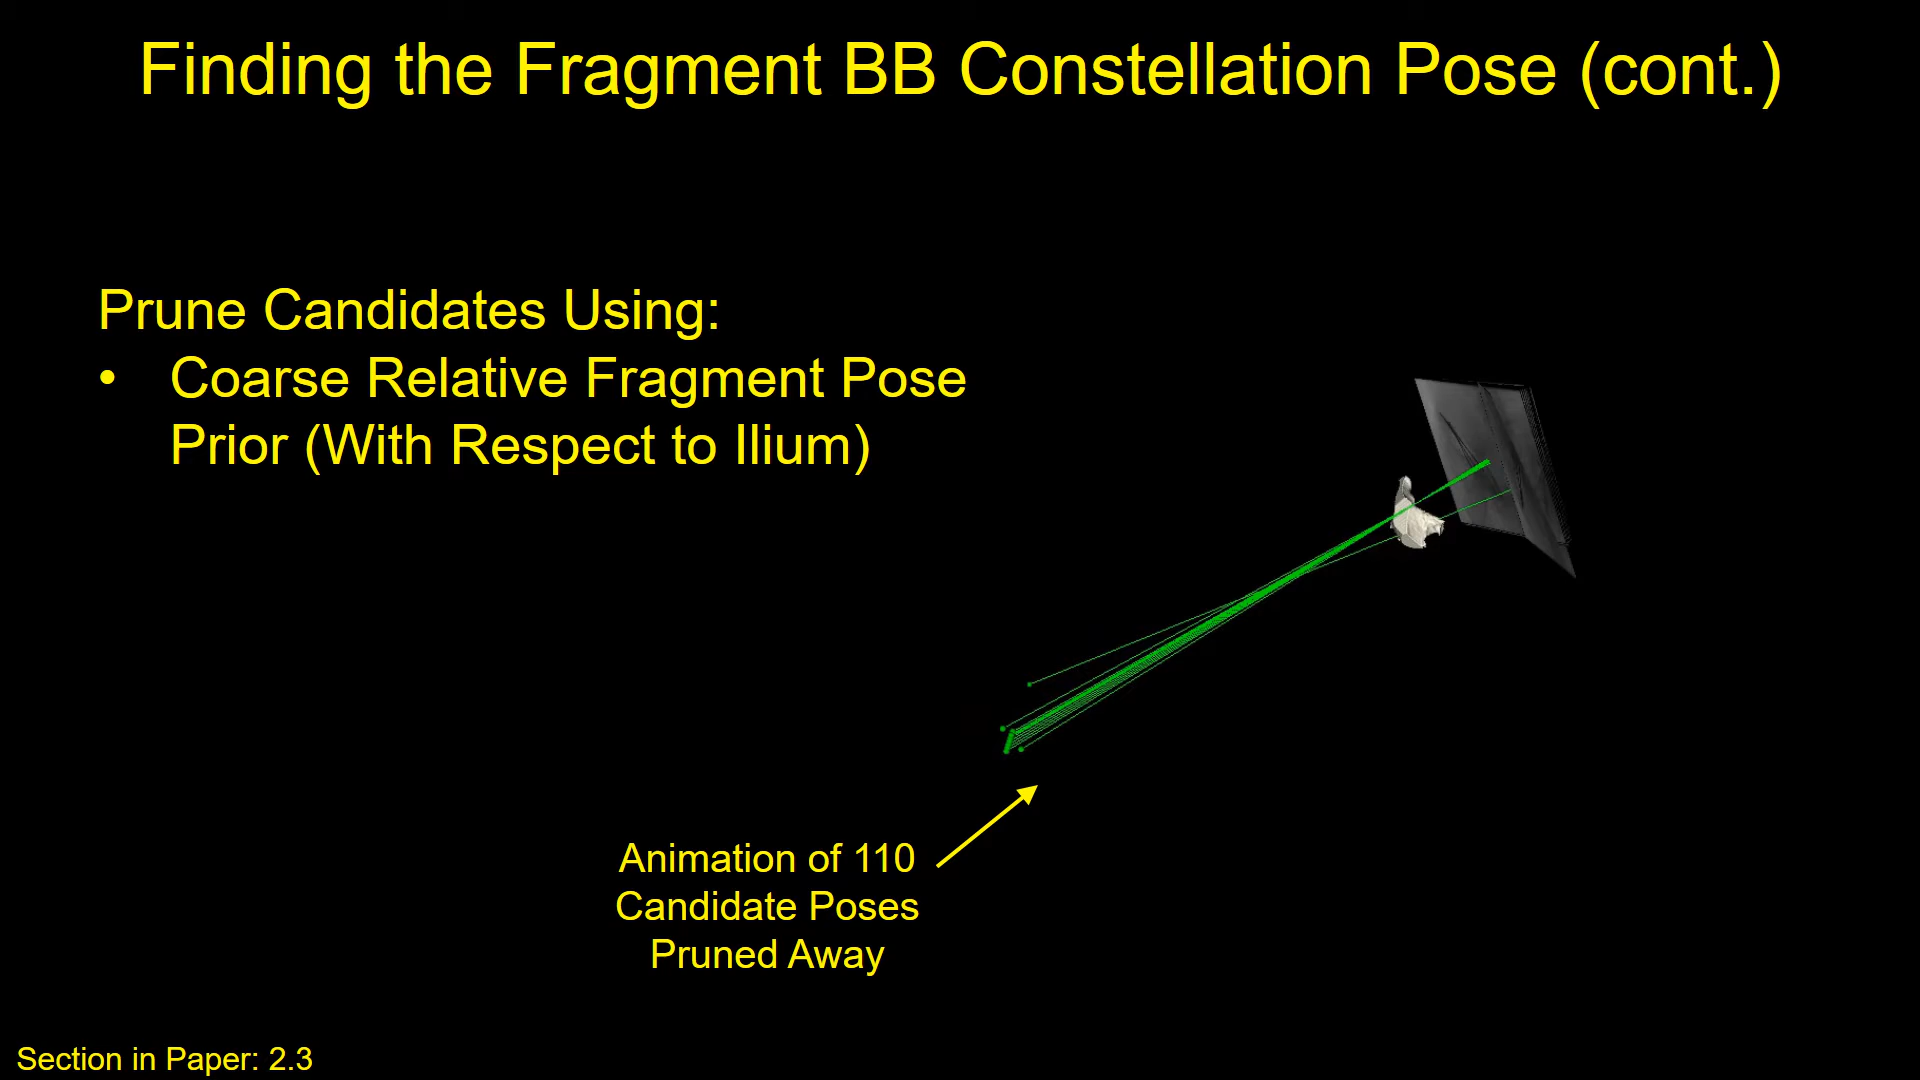 Finding the Fragment BB Constellation Pose (cont.)
Prune Candidates Using:
• Coarse Relative Fragment Pose
Prior (With Respect to Ilium)
Animation of 110
Candidate Poses
Pruned Away
Section in Paper: 2.3